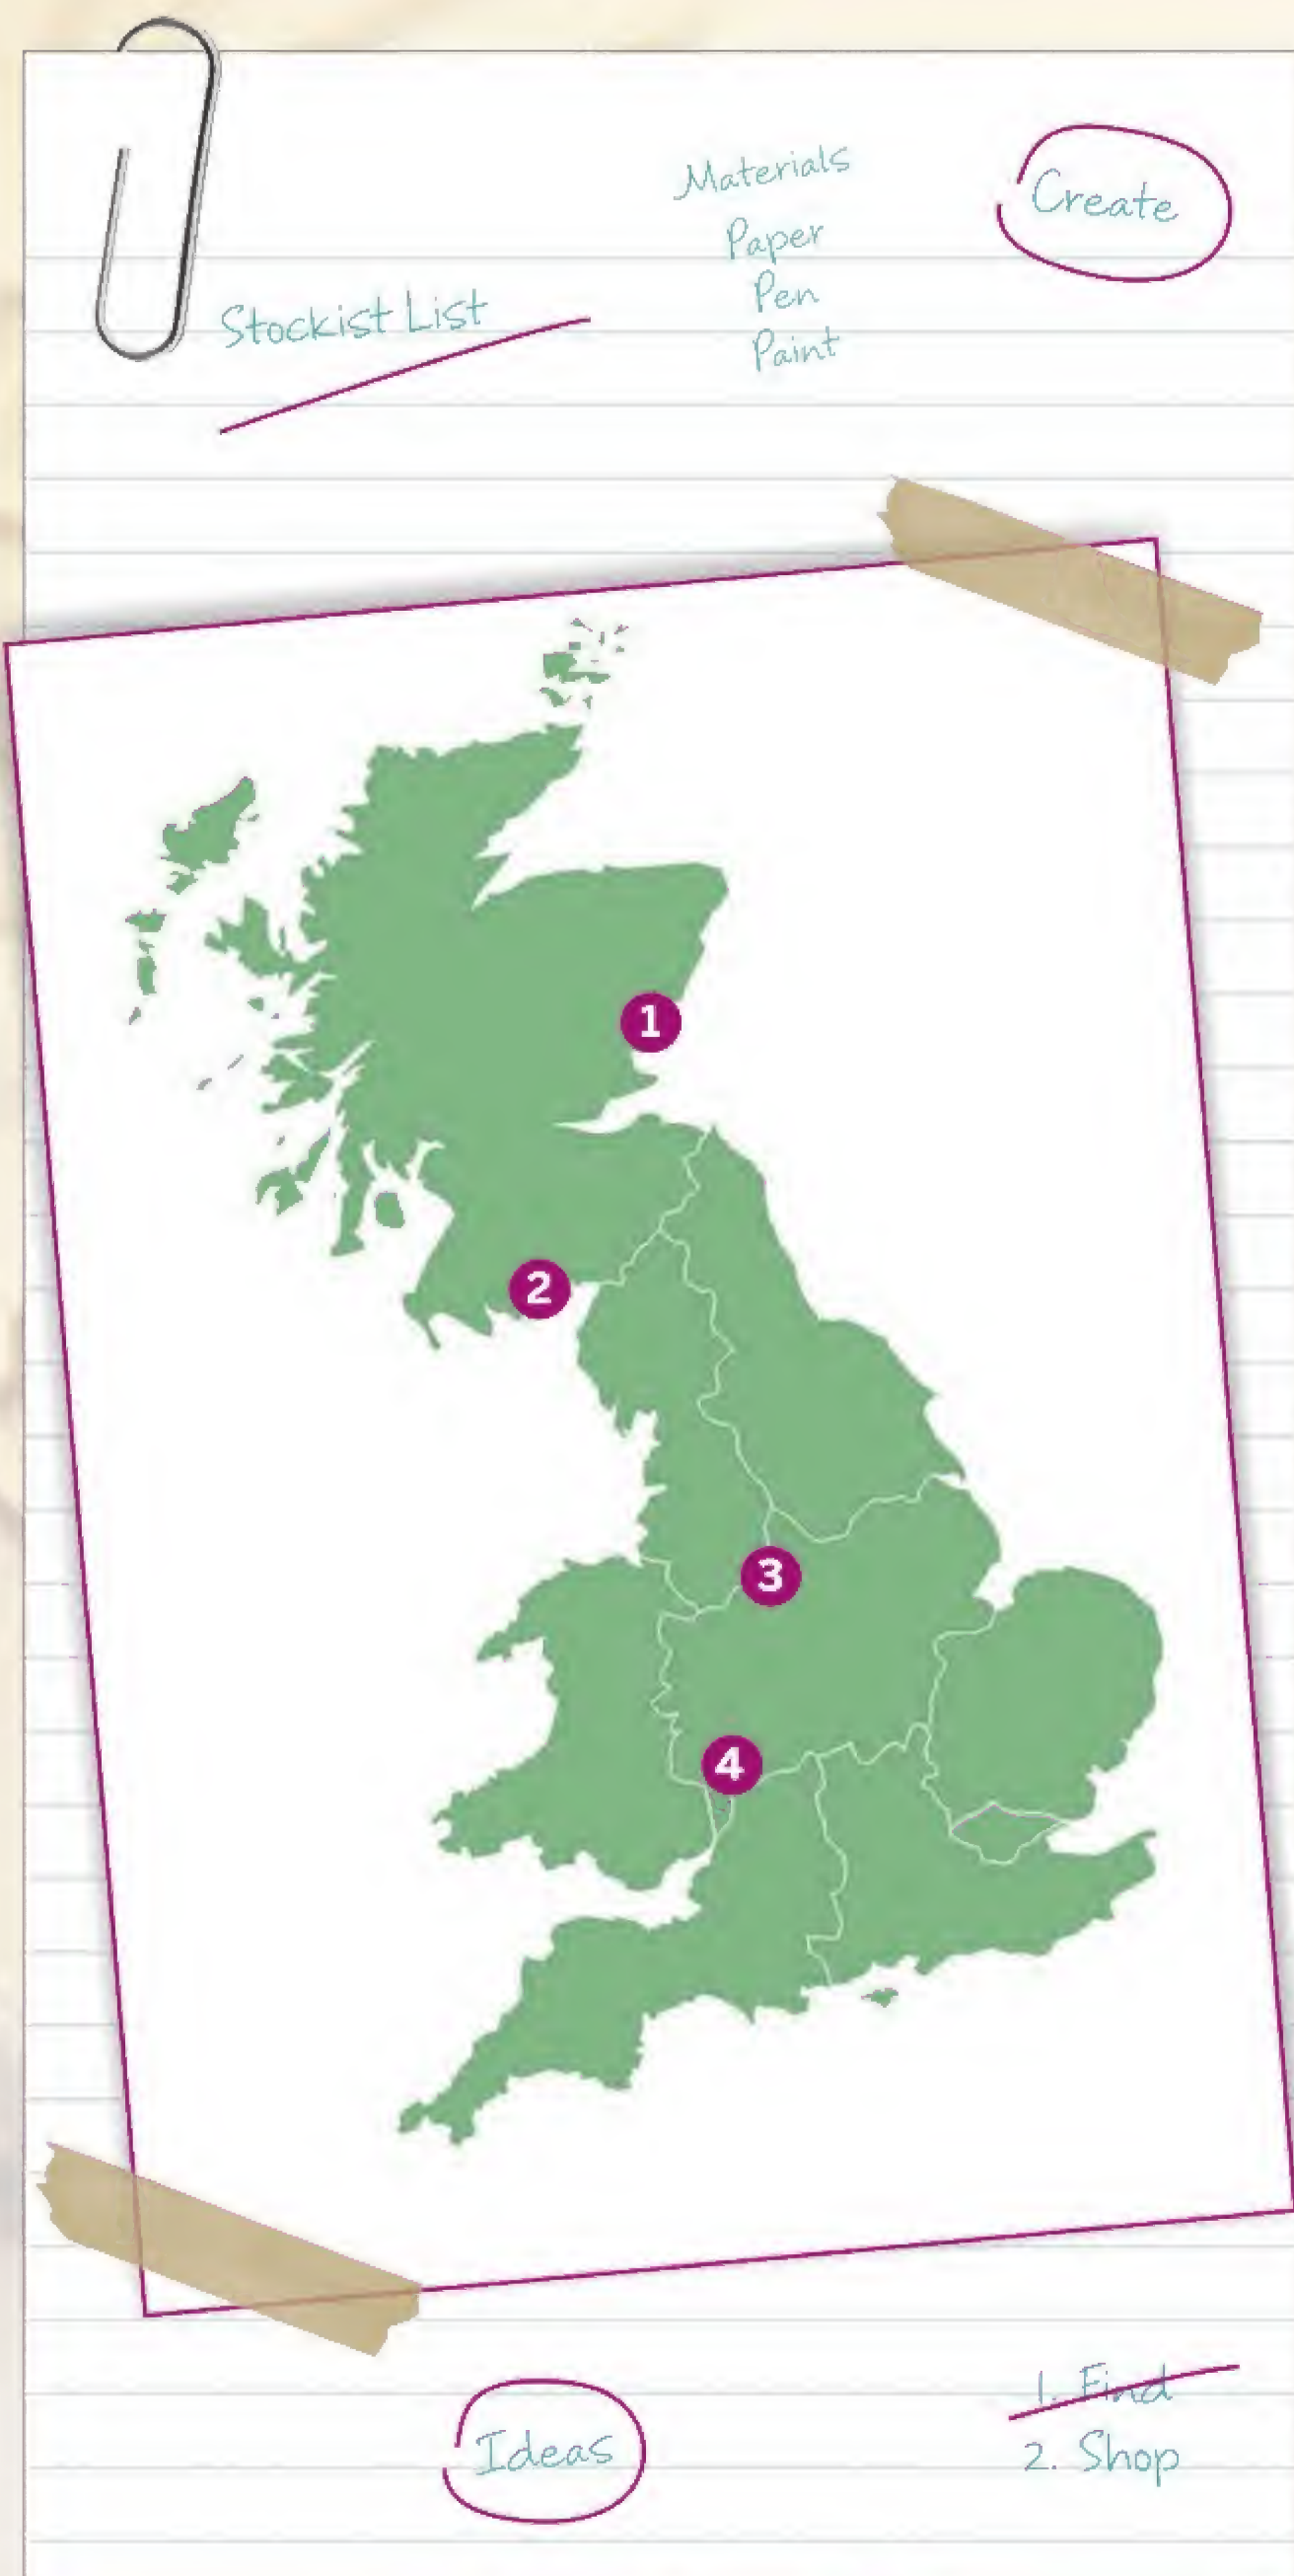 Materials
Paper
Pen
Paint
Create
Stockist List
1
2
3
4
Ideas
1. Find
2. Shop